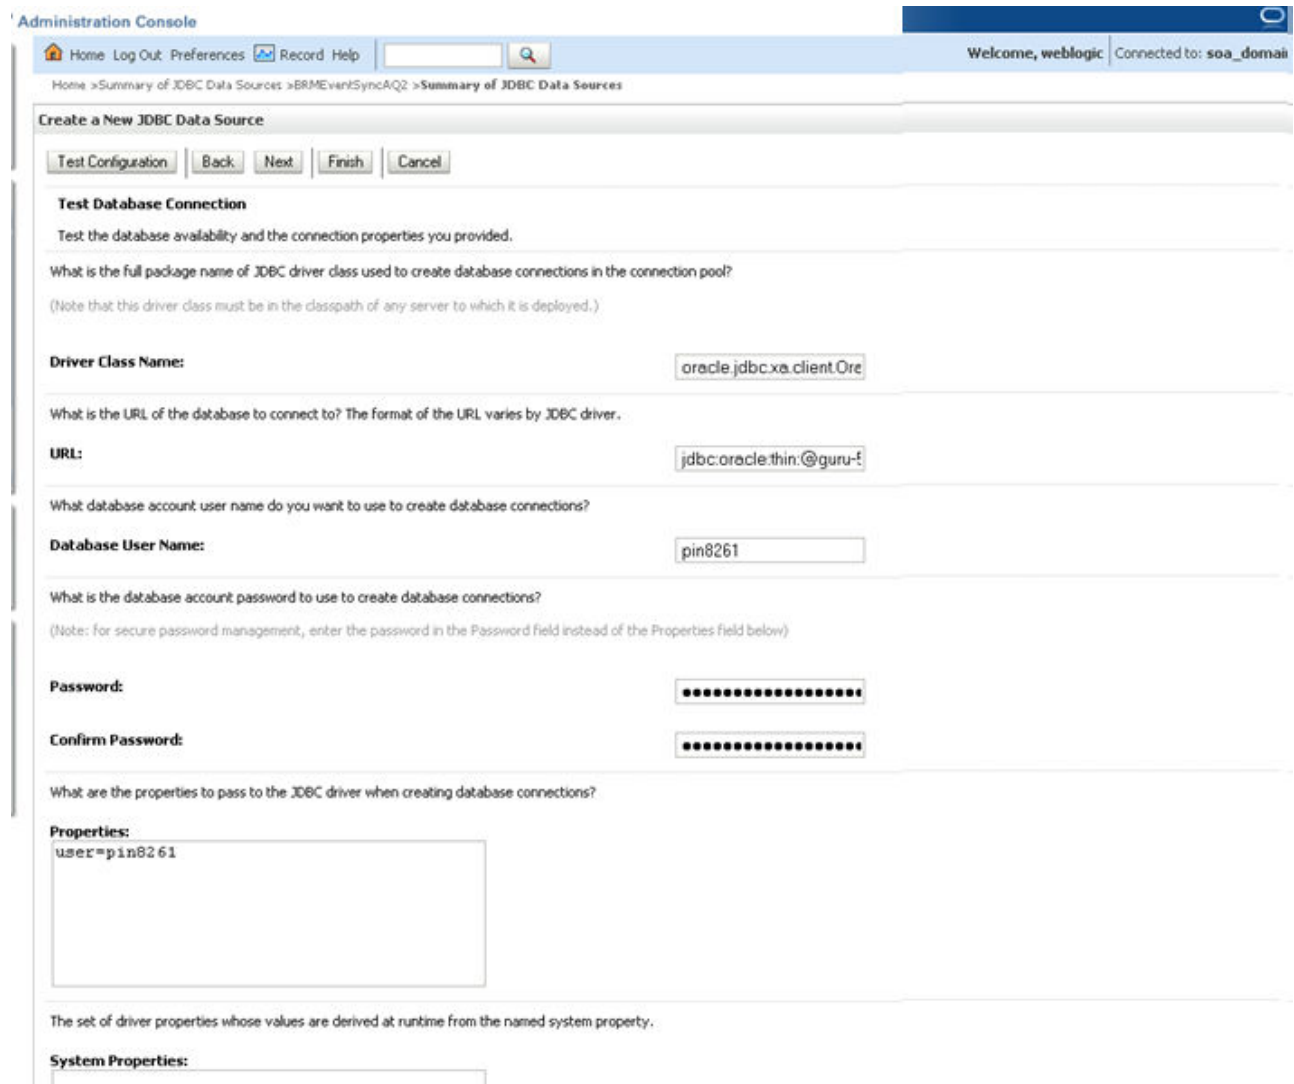 Administration Console
Home Log Out Preferences Record Help
Welcome, weblogic Connected to: soa_domain
Home >Summary of JDBC Data Sources >BRMEventSyncAQ2 >Summary of JDBC Data Sources
Create a New JDBC Data Source
Test Configuration Back Next Finish Cancel
Test Database Connection
Test the database availability and the connection properties you provided.
What is the full package name of JDBC driver class used to create database connections in the connection pool?
(Note that this driver class must be in the classpath of any server to which it is deployed.)
Driver Class Name: oracle.jdbc.xa.client.Ora
What is the URL of the database to connect to? The format of the URL varies by JDBC driver.
URL: jdbc:oracle:thin:@guru-
What database account user name do you want to use to create database connections?
Database User Name: pin8261
What is the database account password to use to create database connections?
(Note: for secure password management, enter the password in the Password field instead of the Properties field below)
Password: ●●●●●●●●●●●●●●●●●●
Confirm Password: ●●●●●●●●●●●●●●●●●●
What are the properties to pass to the JDBC driver when creating database connections?
Properties:
user=pin8261
The set of driver properties whose values are derived at runtime from the named system property.
System Properties: